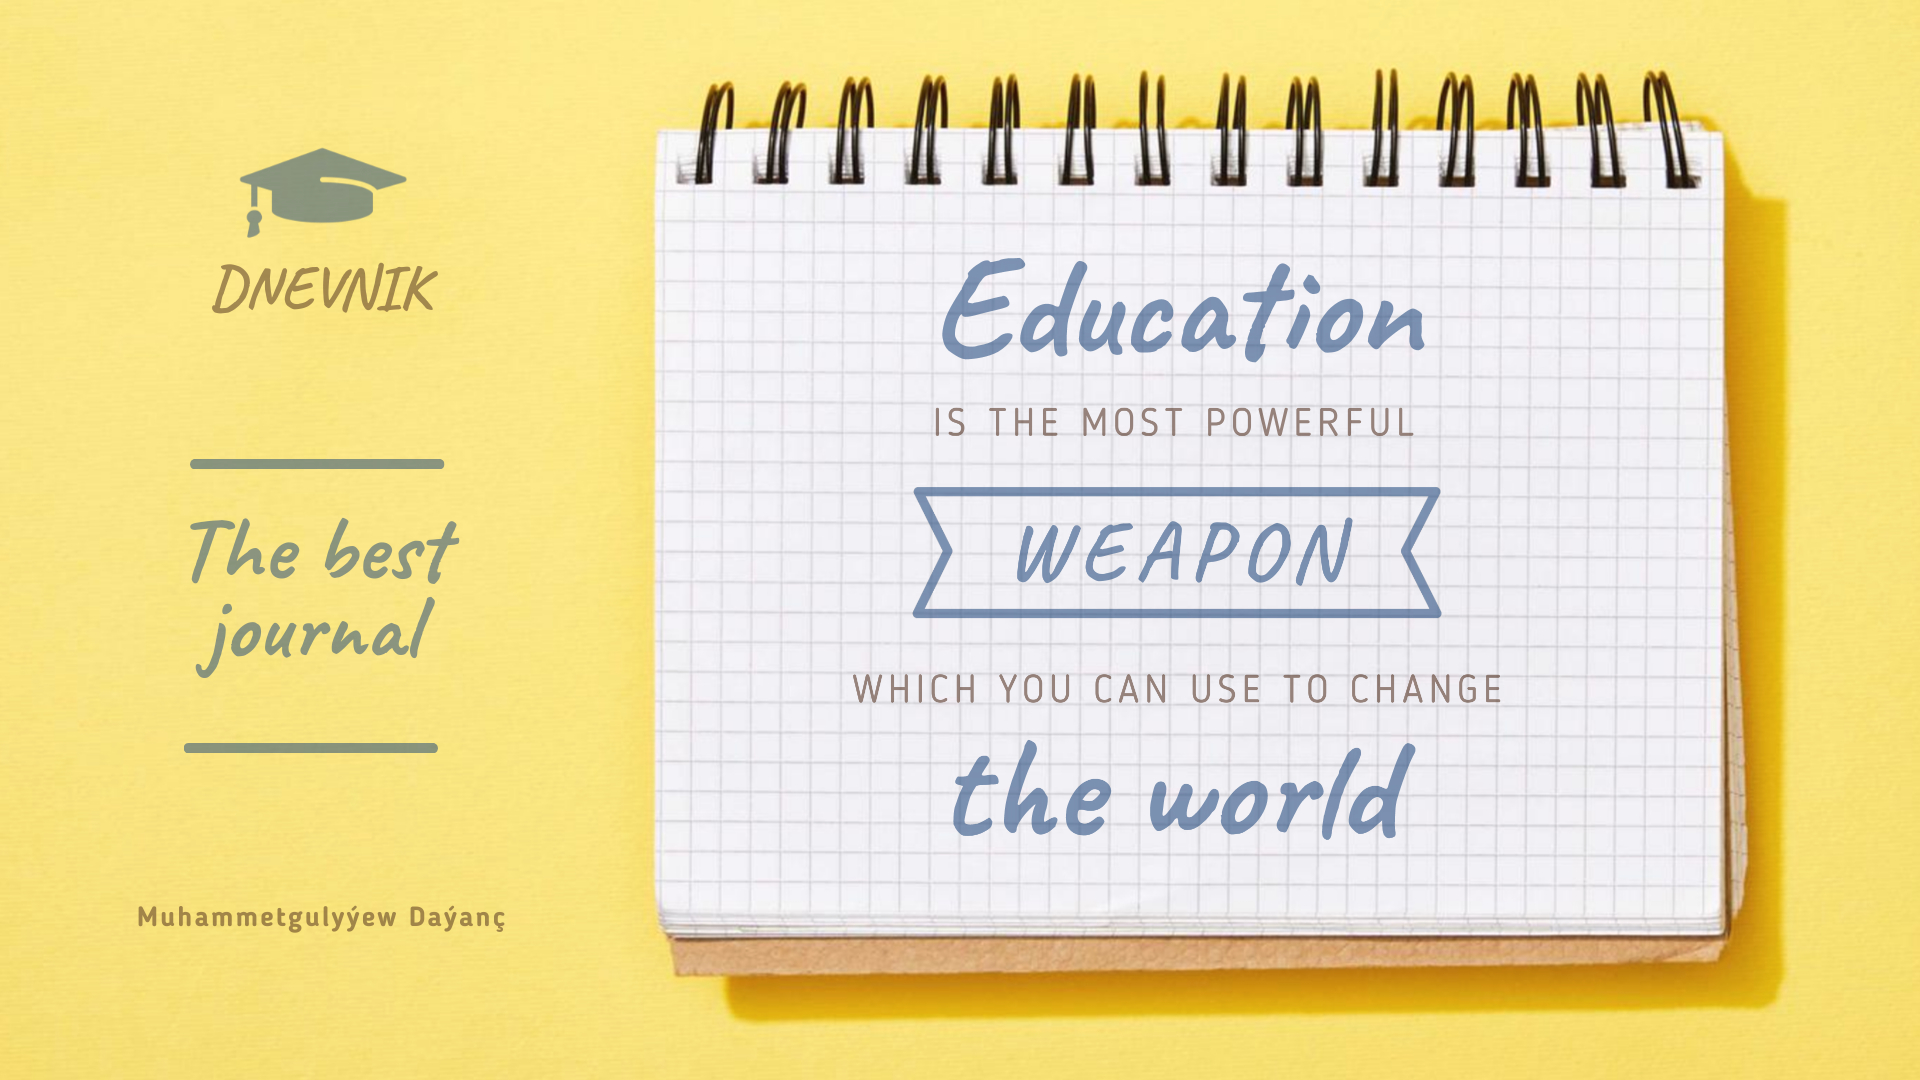 DNEVNIK
The best
journal
Muhammetgulyýew Daýanç
Education
IS THE MOST POWERFUL
WEAPON
WHICH YOU CAN USE TO CHANGE
the world